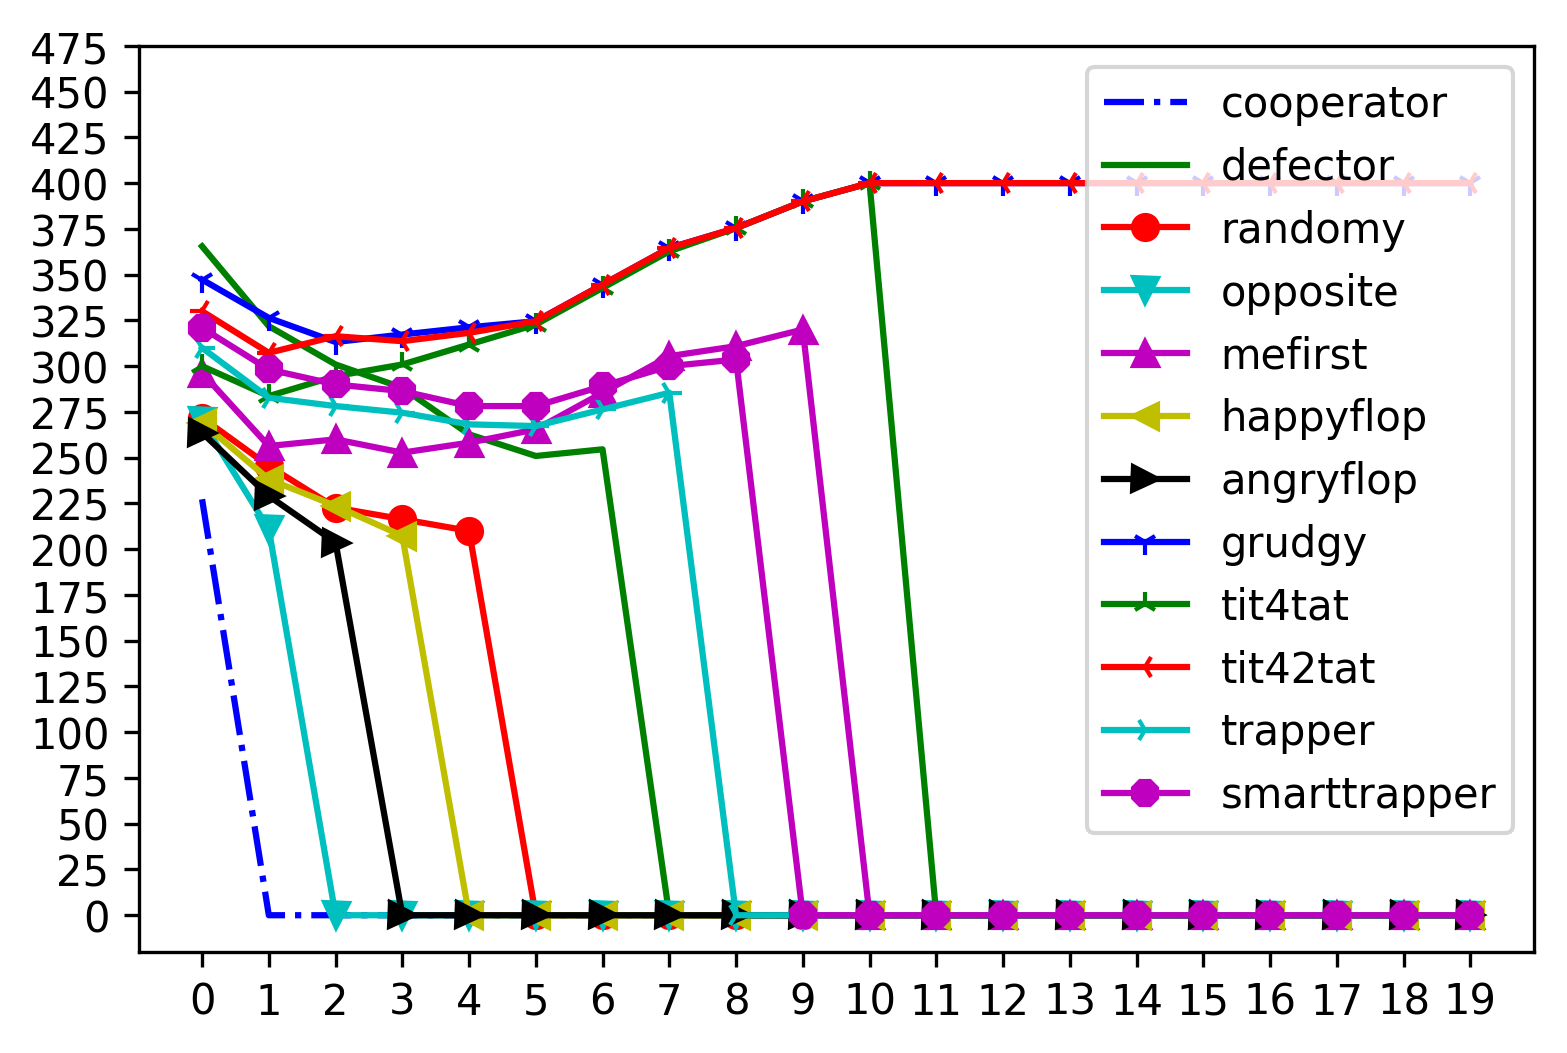 475
450
425
400
375
350
325
300
275
250
225
200
175
150
125
100
75
50
25
0
cooperator
defector
randomy
opposite
mefirst
happyflop
angryflop
grudgy
tit4tat
tit42tat
trapper
smarttrapper
0 1 2 3 4 5 6 7 8 9 10 11 12 13 14 15 16 17 18 19